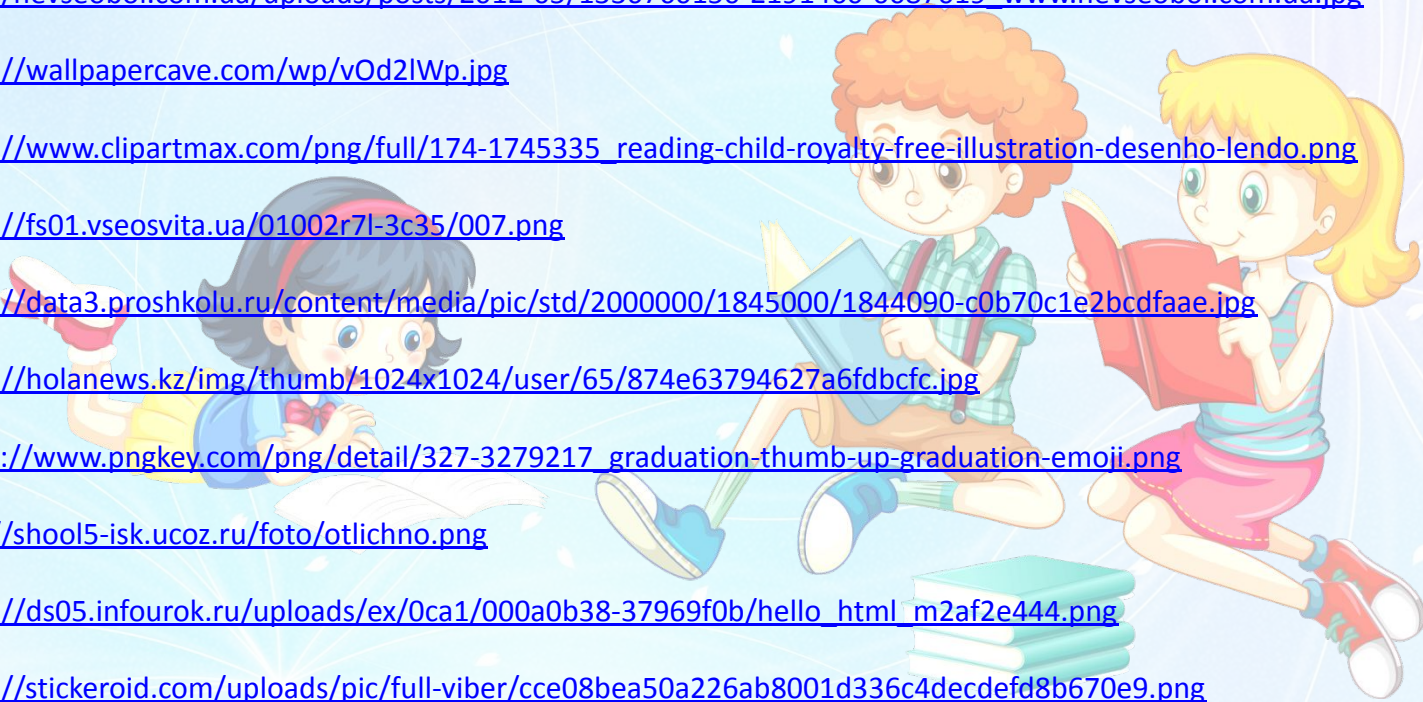 //wallpapercave.com/wp/vOd2lWp.jpg
//www.clipartmax.com/png/full/174-1745335_reading-child-royalty-free-illustration-desenho-lendo.png
//fs01.vseosvita.ua/01002r7l-3c35/007.png
//data3.proshkolu.ru/content/media/pic/std/2000000/1845000/1844090-c0b70c1e2bcdfaae.jpg
//holanews.kz/img/thumb/1024x1024/user/65/874e63794627a6fdbcfc.jpg
://www.pngkey.com/png/detail/327-3279217_graduation-thumb-up-graduation-emoji.png
/shool5-isk.ucoz.ru/foto/otlichno.png
//ds05.infourok.ru/uploads/ex/0ca1/000a0b38-37969f0b/hello_html_m2af2e444.png
//stickeroid.com/uploads/pic/full-viber/cce08bea50a226ab8001d336c4decdefd8b670e9.png